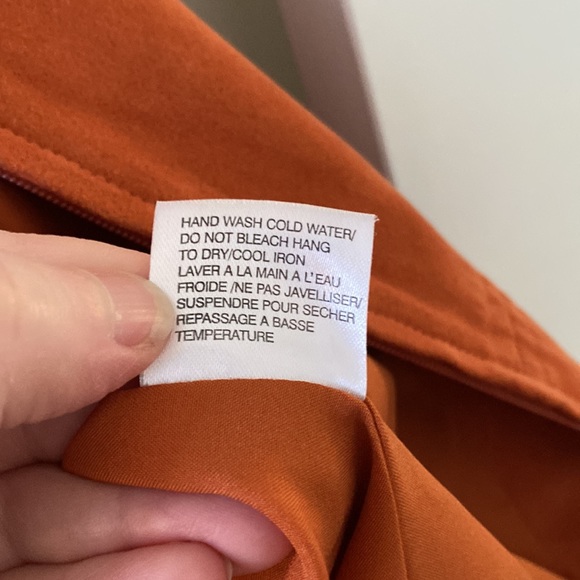 HAND WASH COLD WATER/
DO NOT BLEACH HANG
TO DRY/COOL IRON
LAVER A LA MAIN A L'EAU
FROIDE /NE PAS JAVELLISER/
SUSPENDRE POUR SECHER
REPASSAGE A BASSE
TEMPERATURE